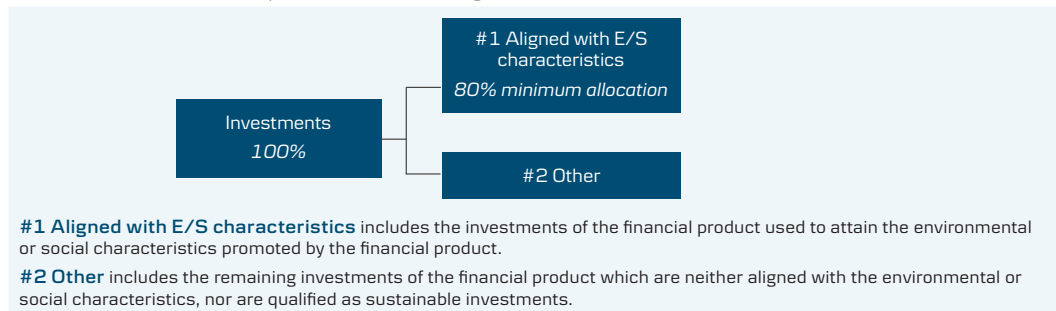 #1 Aligned with E/S
characteristics
80% minimum allocation
Investments
100%
#2 Other
#1 Aligned with E/S characteristics includes the investments of the financial product used to attain the environmental
or social characteristics promoted by the financial product.
#2 Other includes the remaining investments of the financial product which are neither aligned with the environmental or
social characteristics, nor are qualified as sustainable investments.